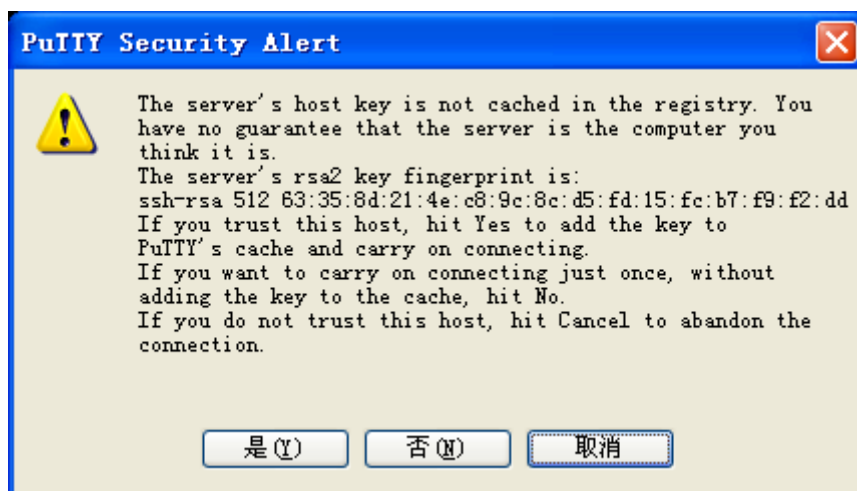 PuTTY Security Alert
The server's host key is not cached in the registry. You
have no guarantee that the server is the computer you
think it is.
The server's rsa2 key fingerprint is:
ssh-rsa 512 63:35:8d:21:4e:c8:9c:8c:d5:fd:15:fc:b7:f9:f2:dd
If you trust this host, hit Yes to add the key to
PuTTY's cache and carry on connecting.
If you want to carry on connecting just once, without
adding the key to the cache, hit No.
If you do not trust this host, hit Cancel to abandon the
connection.
是(Y) 否(N) 取消